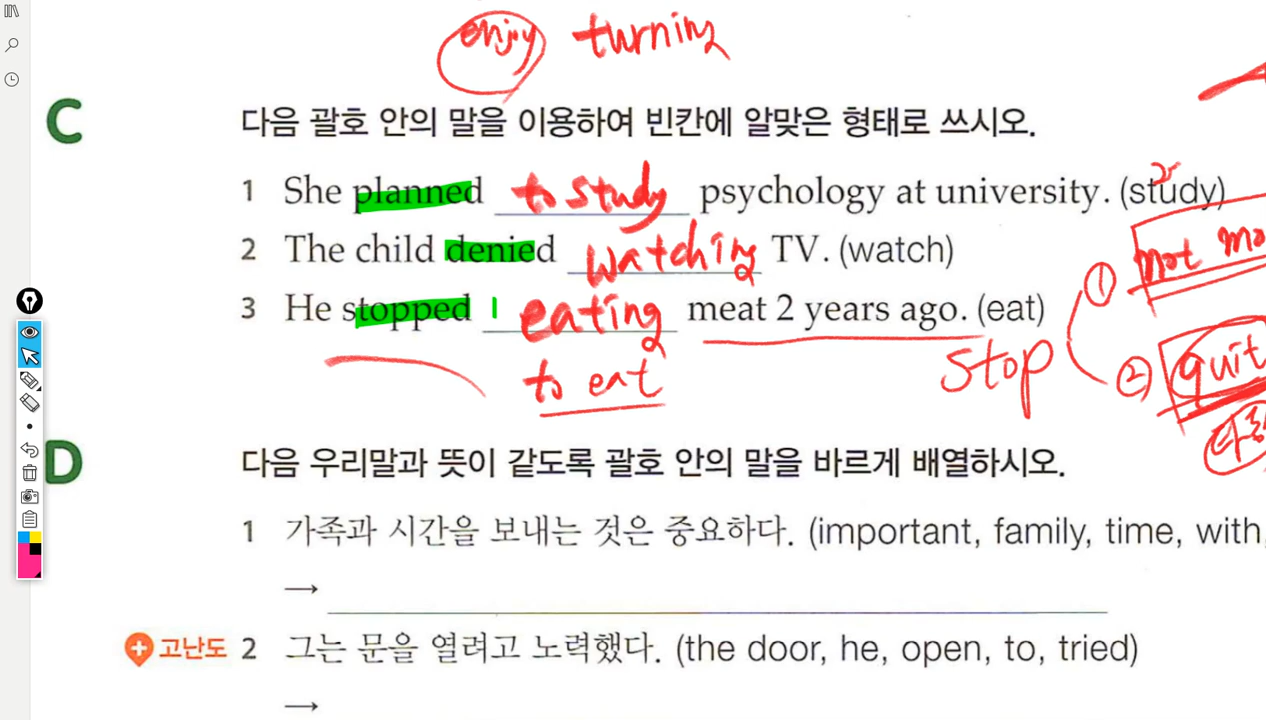 enjoy turning
C 다음 괄호 안의 말을 이용하여 빈칸에 알맞은 형태로 쓰시오.
1 She planned to study psychology at university. (study)
2 The child denied watching TV. (watch)
not mo
①
3 He stopped eating meat 2 years ago. (eat)
stop
② quit
to eat
D 다음 우리말과 뜻이 같도록 괄호 안의 말을 바르게 배열하시오.
1 가족과 시간을 보내는 것은 중요하다. (important, family, time, with,
→
고난도 2 그는 문을 열려고 노력했다. (the door, he, open, to, tried)
→